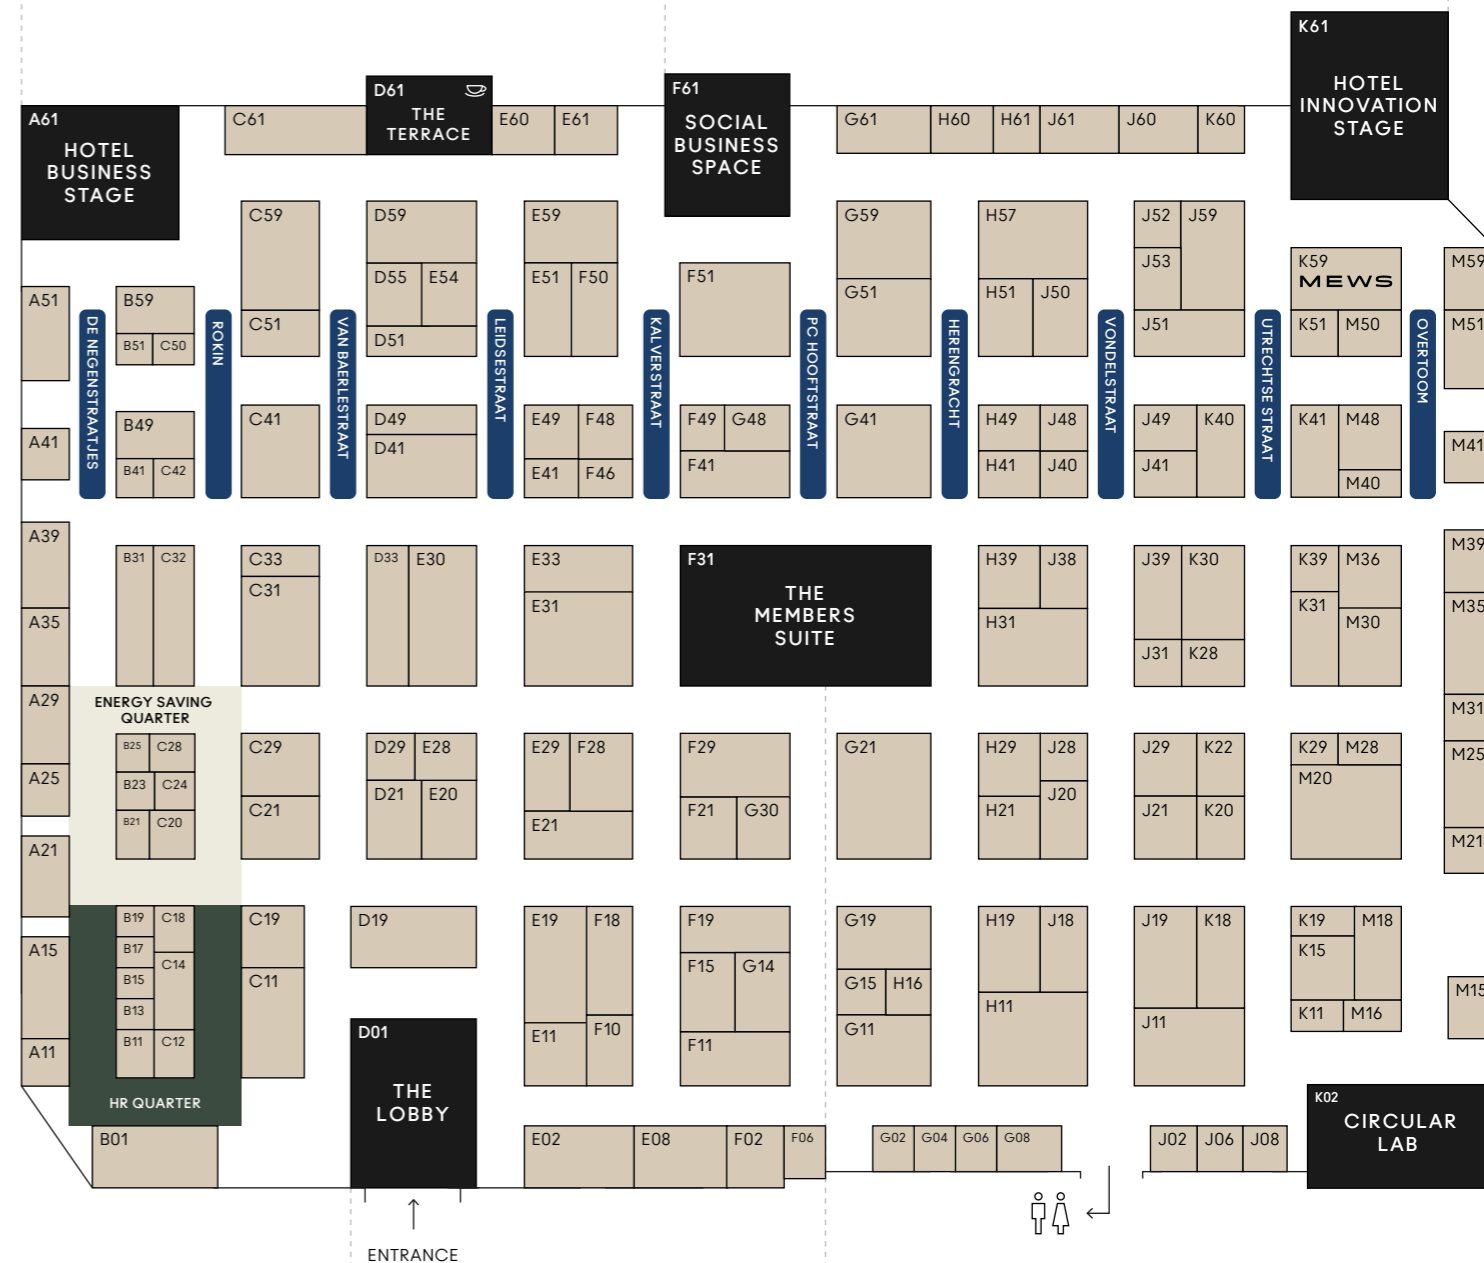 K61
HOTEL
INNOVATION
STAGE
D61
THE
TERRACE
F61
SOCIAL
BUSINESS
SPACE
A61
HOTEL
BUSINESS
STAGE
C61
E60 E61
G61 H60 H61 J61 J60 K60
C59 D59 E59 G59 H57 J52 J59
J53
K59
MEWS
M59
D55 E54 E51 F50 F51
G51 H51 J50
A51 B59
C51 J51 K51 M50 M51
D51
B51 C50
DE NEGENSTRAATJES
ROKIN
VAN BAERLESTRAAT
LEIDSESTRAAT
KALVERSTRAAT
PC HOOFTSTRAAT
HERENGRACHT
VONDELSTRAAT
UTRECHTSE STRAAT
OVERTOOM
B49 C41 D49 E49 F48 F49 G48 G41 H49 J48 J49 K40 K41 M48
A41 D41 M41
B41 C42 E41 F46 F41 H41 J40 J41 M40
A39 M39
B31 C32 C33 D33 E30 E33 F31 H39 J38 J39 K30 K39 M36
THE
MEMBERS
SUITE
C31 E31 K31 M35
A35 H31 M30
J31 K28
A29 M31
ENERGY SAVING
QUARTER
B25 C28 C29 D29 E28 E29 F28 F29 G21 H29 J28 J29 K22 K29 M28 M25
A25 B23 C24 D21 E20 J20 M20
C21 F21 G30 H21 J21 K20
B21 C20 E21
A21 M21
B19 C18 C19 D19 E19 F18 F19 G19 H19 J18 J19 K18 K19 M18
A15 B17 K15
C14 F15 G14
B15 C11 G15 H16 M15
B13 H11 K11 M16
A11 B11 C12 E11 F10 F11 G11 J11
D01
THE
LOBBY
HR QUARTER
K02
CIRCULAR
LAB
B01 E02 E08 F02 F06 G02 G04 G06 G08 J02 J06 J08
ENTRANCE